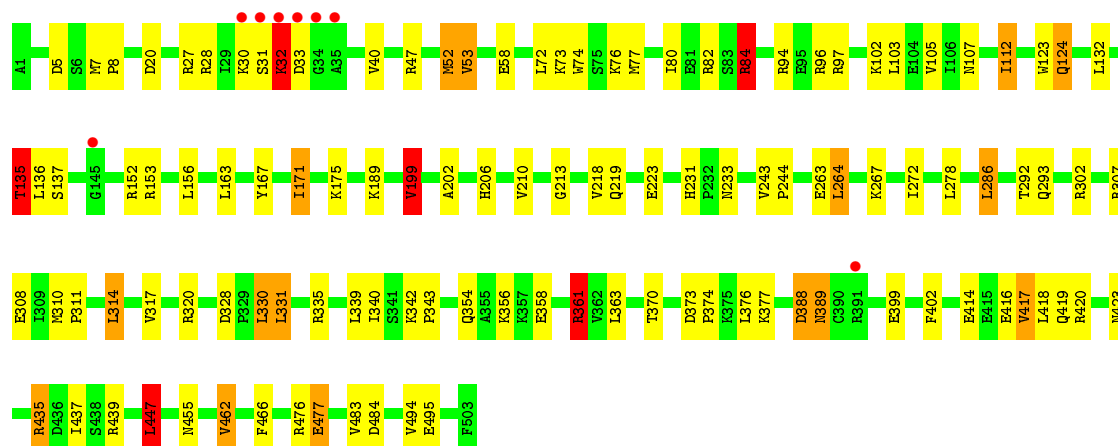 A1 D5 S6 M7 P8 D20 R27 R28 I29 K30 S31 K32 D33 G34 A35 V40 R47 M52 V53 E58 L72 K73 W74 S75 K76 M77 I80 E81 R82 S83 R84 R94 E95 R96 R97 K102 L103 E104 V105 I106 N107 I112 W123 Q124 L132
T135 L136 S137 G145 R152 R153 L156 L163 Y167 I171 K175 K189 V199 A202 H206 V210 G213 V218 Q219 E223 H231 P232 N233 V243 P244 E263 L264 K267 I272 L278 L286 T292 Q293 R302
E308 I309 M310 P311 L314 V317 R320 D328 P329 L330 I331 R335 L339 I340 S341 K342 P343 Q354 A355 K356 K357 E358 R361 V362 L363 T370 D373 P374 K375 L376 K377 D388 N389 C390 R391 E399 F402 E414 E415 E416 V417 L418 Q419 R420
R435 D436 I437 S438 R439 L447 N455 V462 F466 R476 E477 V483 D484 V494 E495 F503